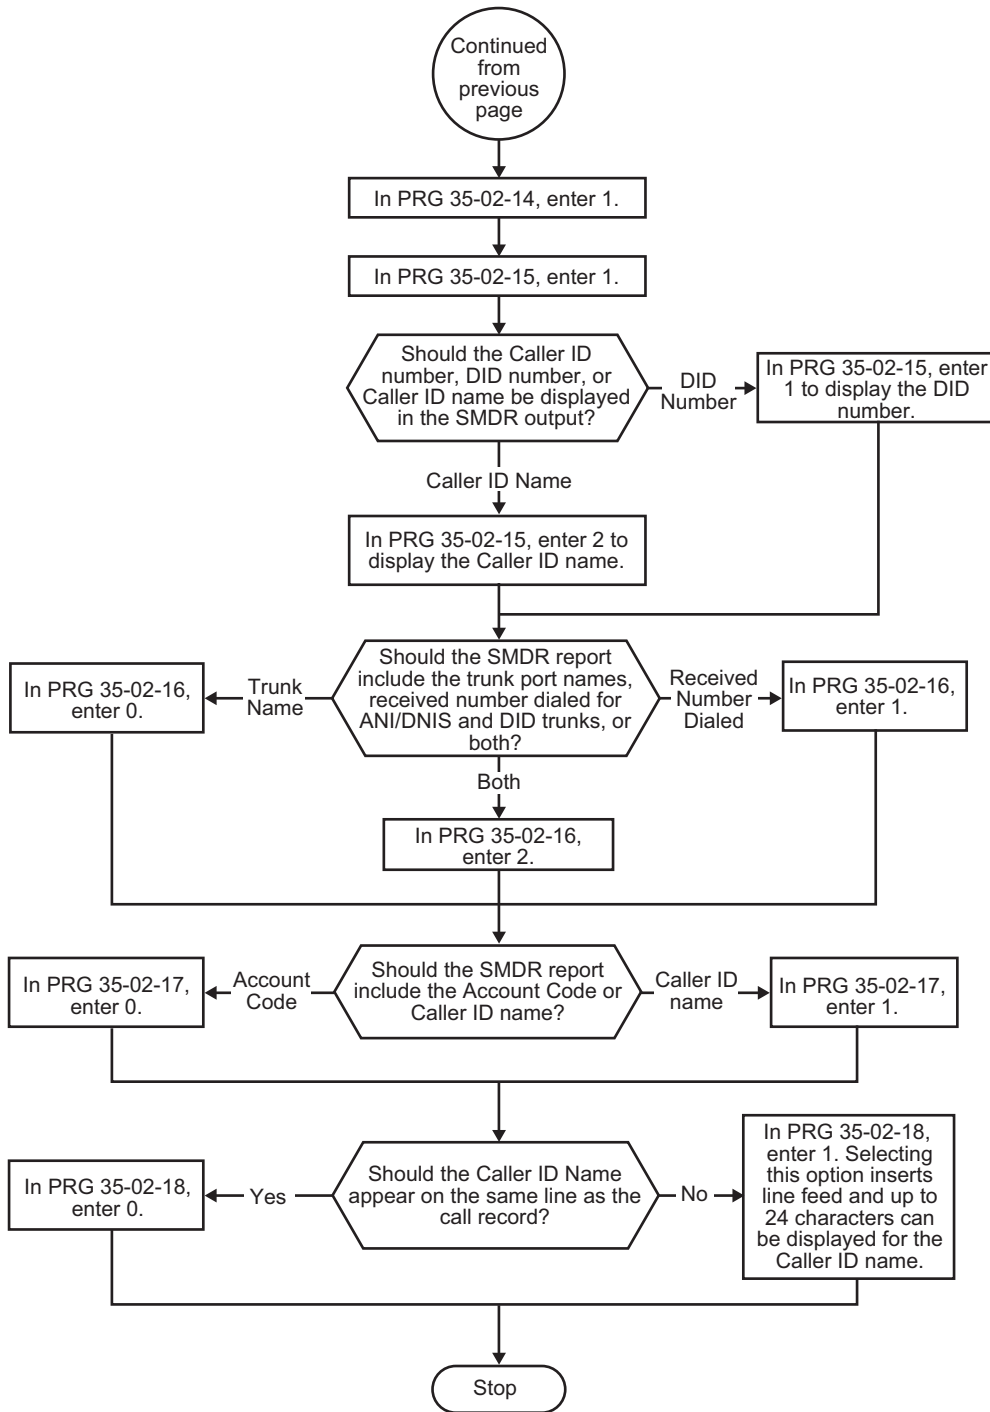 Continued
from
previous
page
In PRG 35-02-14, enter 1.
In PRG 35-02-15, enter 1.
Should the Caller ID
number, DID number, or
Caller ID name be displayed
in the SMDR output?
DID
Number
In PRG 35-02-15, enter
1 to display the DID
number.
Caller ID Name
In PRG 35-02-15, enter 2 to
display the Caller ID name.
In PRG 35-02-16,
enter 0.
Trunk
Name
Should the SMDR report
include the trunk port names,
received number dialed for
ANI/DNIS and DID trunks, or
both?
Received
Number
Dialed
In PRG 35-02-16,
enter 1.
Both
In PRG 35-02-16,
enter 2.
In PRG 35-02-17,
enter 0.
Account
Code
Should the SMDR report
include the Account Code or
Caller ID name?
Caller ID
name
In PRG 35-02-17,
enter 1.
In PRG 35-02-18,
enter 0.
Yes
Should the Caller ID Name
appear on the same line as the
call record?
No
In PRG 35-02-18,
enter 1. Selecting
this option inserts
line feed and up to
24 characters can
be displayed for the
Caller ID name.
Stop